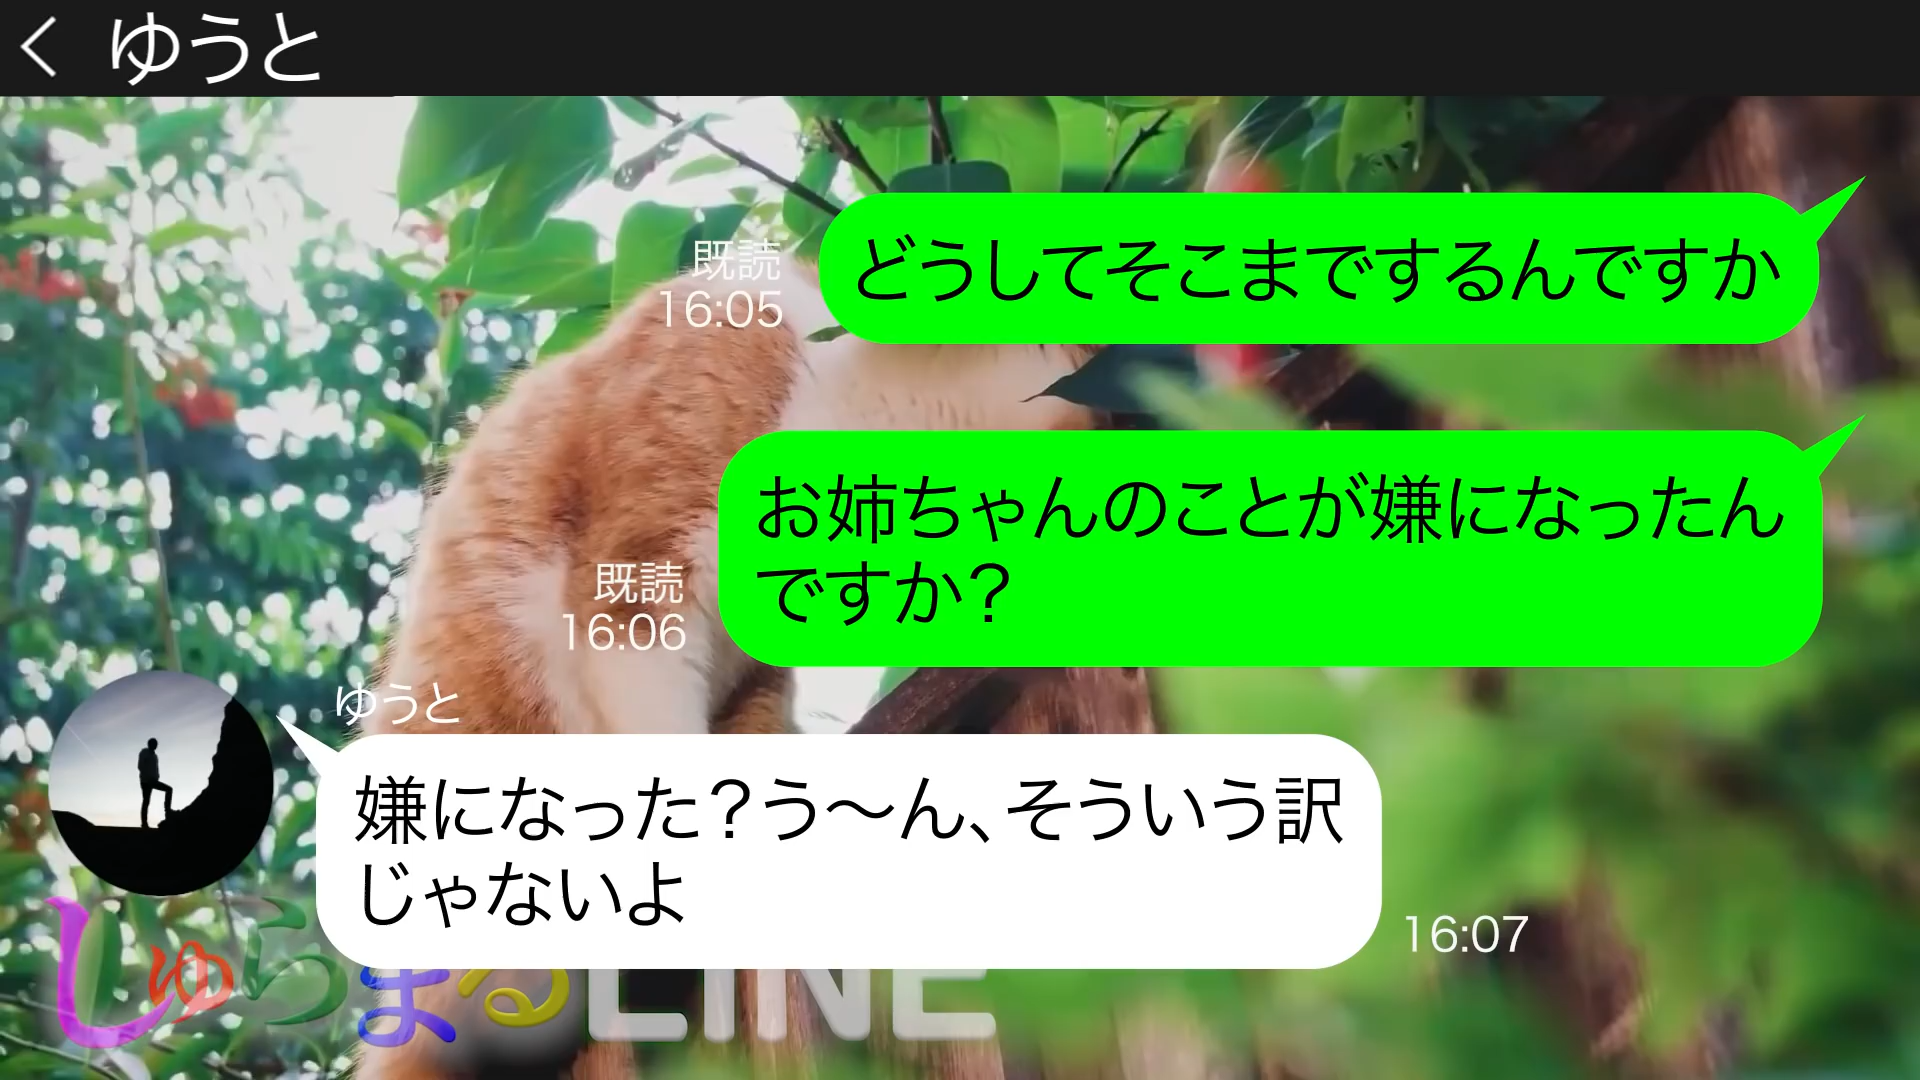 ゆうと
どうしてそこまでするんですか
既読
16:05
お姉ちゃんのことが嫌になったん
ですか？
既読
16:06
ゆうと
嫌になった？う〜ん、そういう訳
じゃないよ
16:07
しゅらまるLINE